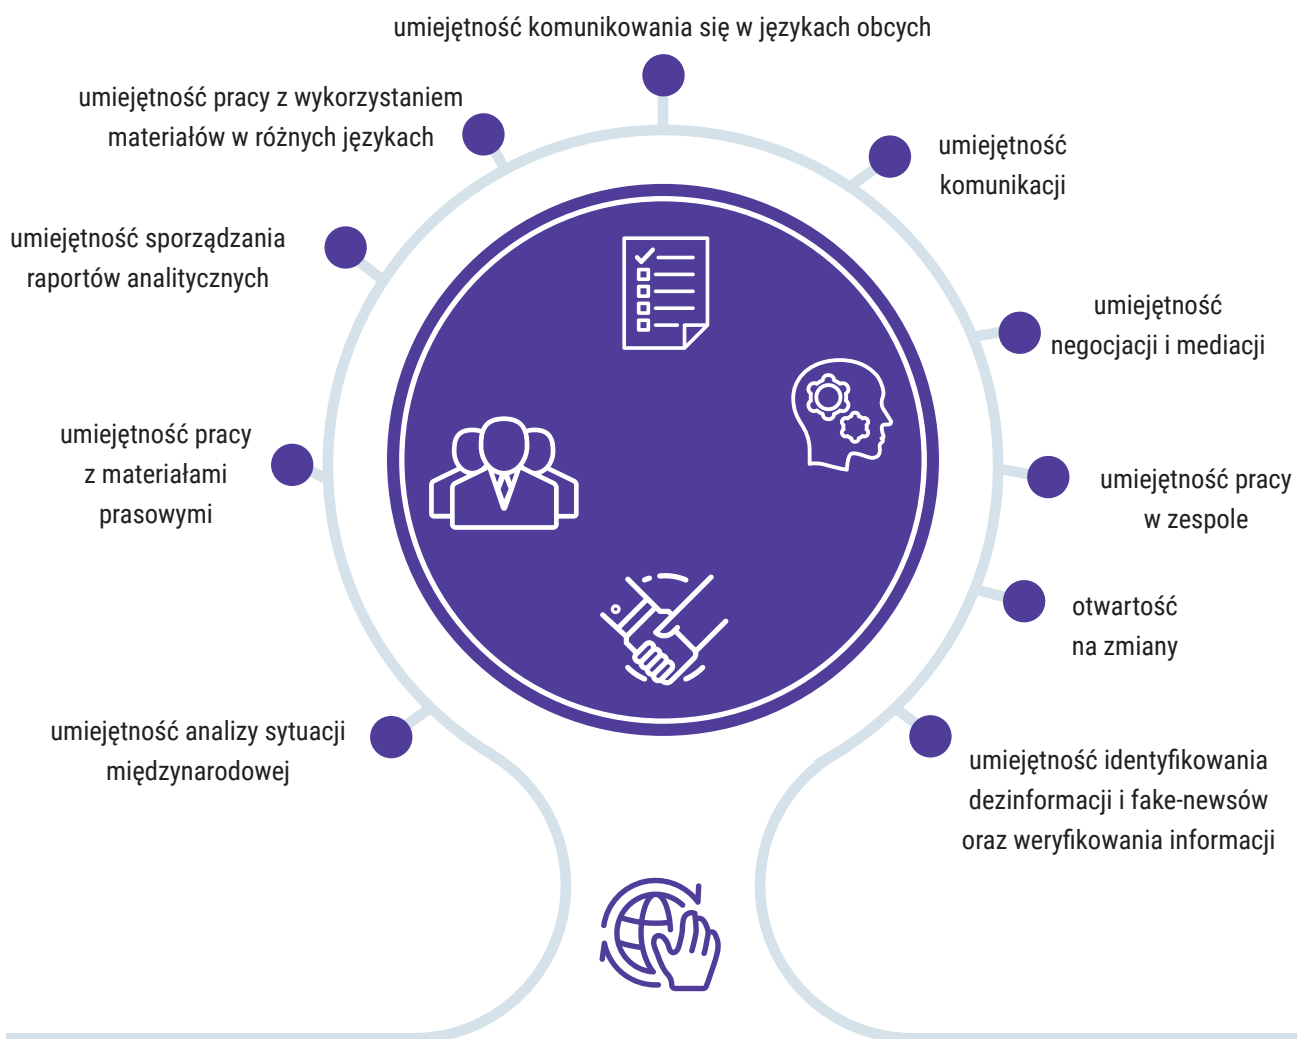 umiejętność komunikowania się w językach obcych
umiejętność pracy z wykorzystaniem
materiałów w różnych językach
umiejętność
komunikacji
umiejętność sporządzania
raportów analitycznych
umiejętność
negocjacji i mediacji
umiejętność pracy
z materiałami
prasowymi
umiejętność pracy
w zespole
otwartość
na zmiany
umiejętność analizy sytuacji
międzynarodowej
umiejętność identyfikowania
dezinformacji i fake-newsów
oraz weryfikowania informacji